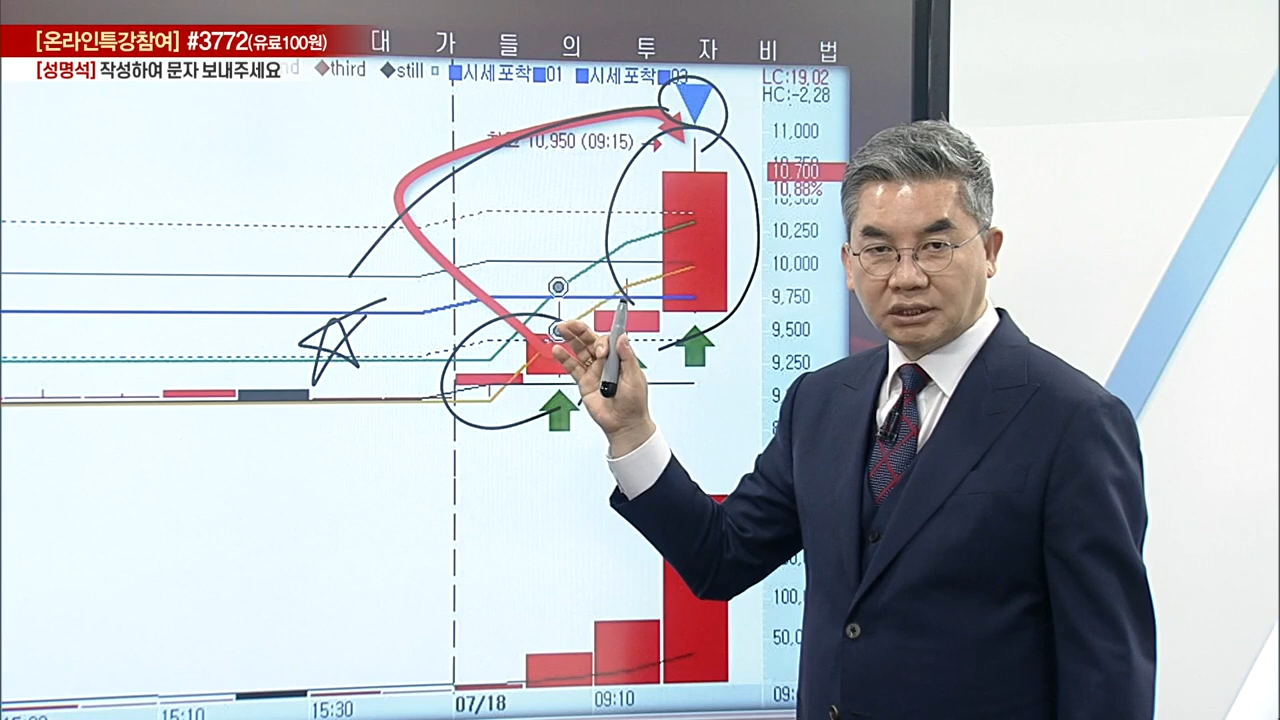 [온라인특강참여] #3772(유료100원)
[성명석] 작성하여 문자 보내주세요
대가들의 투자비법
third still 시세포착 01 시세포착 03
LC:19,02
HC:-2,28
10,950 (09:15)
11,000
10,700
10,88%
10,250
10,000
9,750
9,500
9,250
100,
50,0
15:10
15:30
07/18
09:10
09: